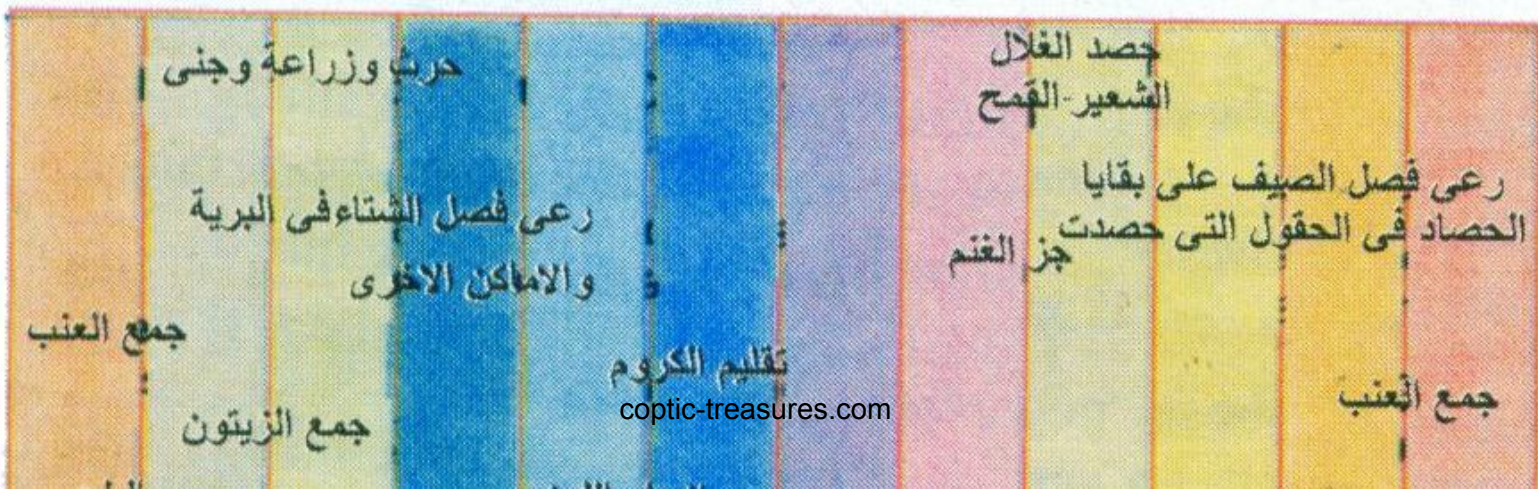 حصد الغلال
الشعير-القمح
حرث وزراعة وجنى
رعى فصل الصيف على بقايا
الحصاد فى الحقول التى حصدت
جز الغنم
رعى فصل الشتاء فى البرية
والاماكن الاخرى
جمع العنب
تقليم الكروم
جمع العنب
coptic-treasures.com
جمع الزيتون